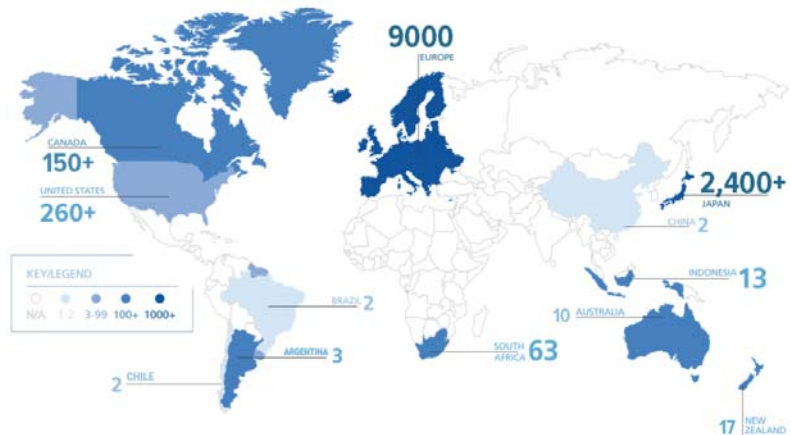 9000
EUROPE
CANADA
150+
UNITED STATES
260+
2,400+
JAPAN
CHINA 2
KEY/LEGEND
N/A 1-2 3-99 100+ 1000+
INDONESIA 13
BRAZIL 2
10 AUSTRALIA
ARGENTINA 3
SOUTH
AFRICA 63
2 CHILE
17 NEW
ZEALAND